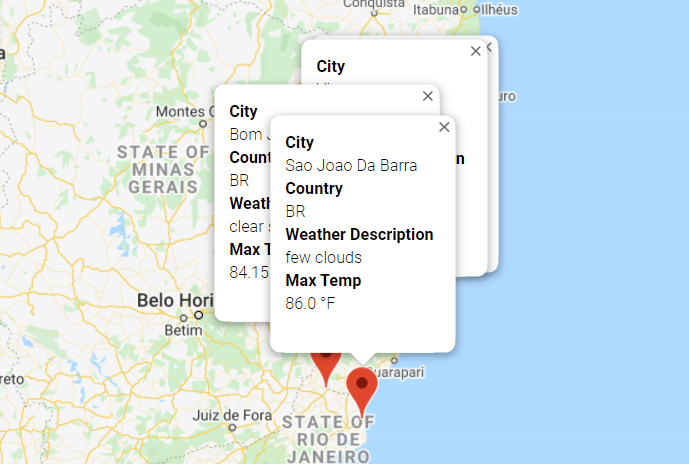 Conquista
Itabuna
Ilhéus
City
Montes C
City
Bom J
STATE OF
MINAS
GERAIS
City
Sao Joao Da Barra
Count
Country
BR
BR
Weath
Weather Description
clear s
few clouds
Max T
Max Temp
84.15
86.0 °F
uro
n
Belo Hori
Betim
Guarapari
reto
Juiz de Fora
STATE OF
RIO DE
JANEIRO
a